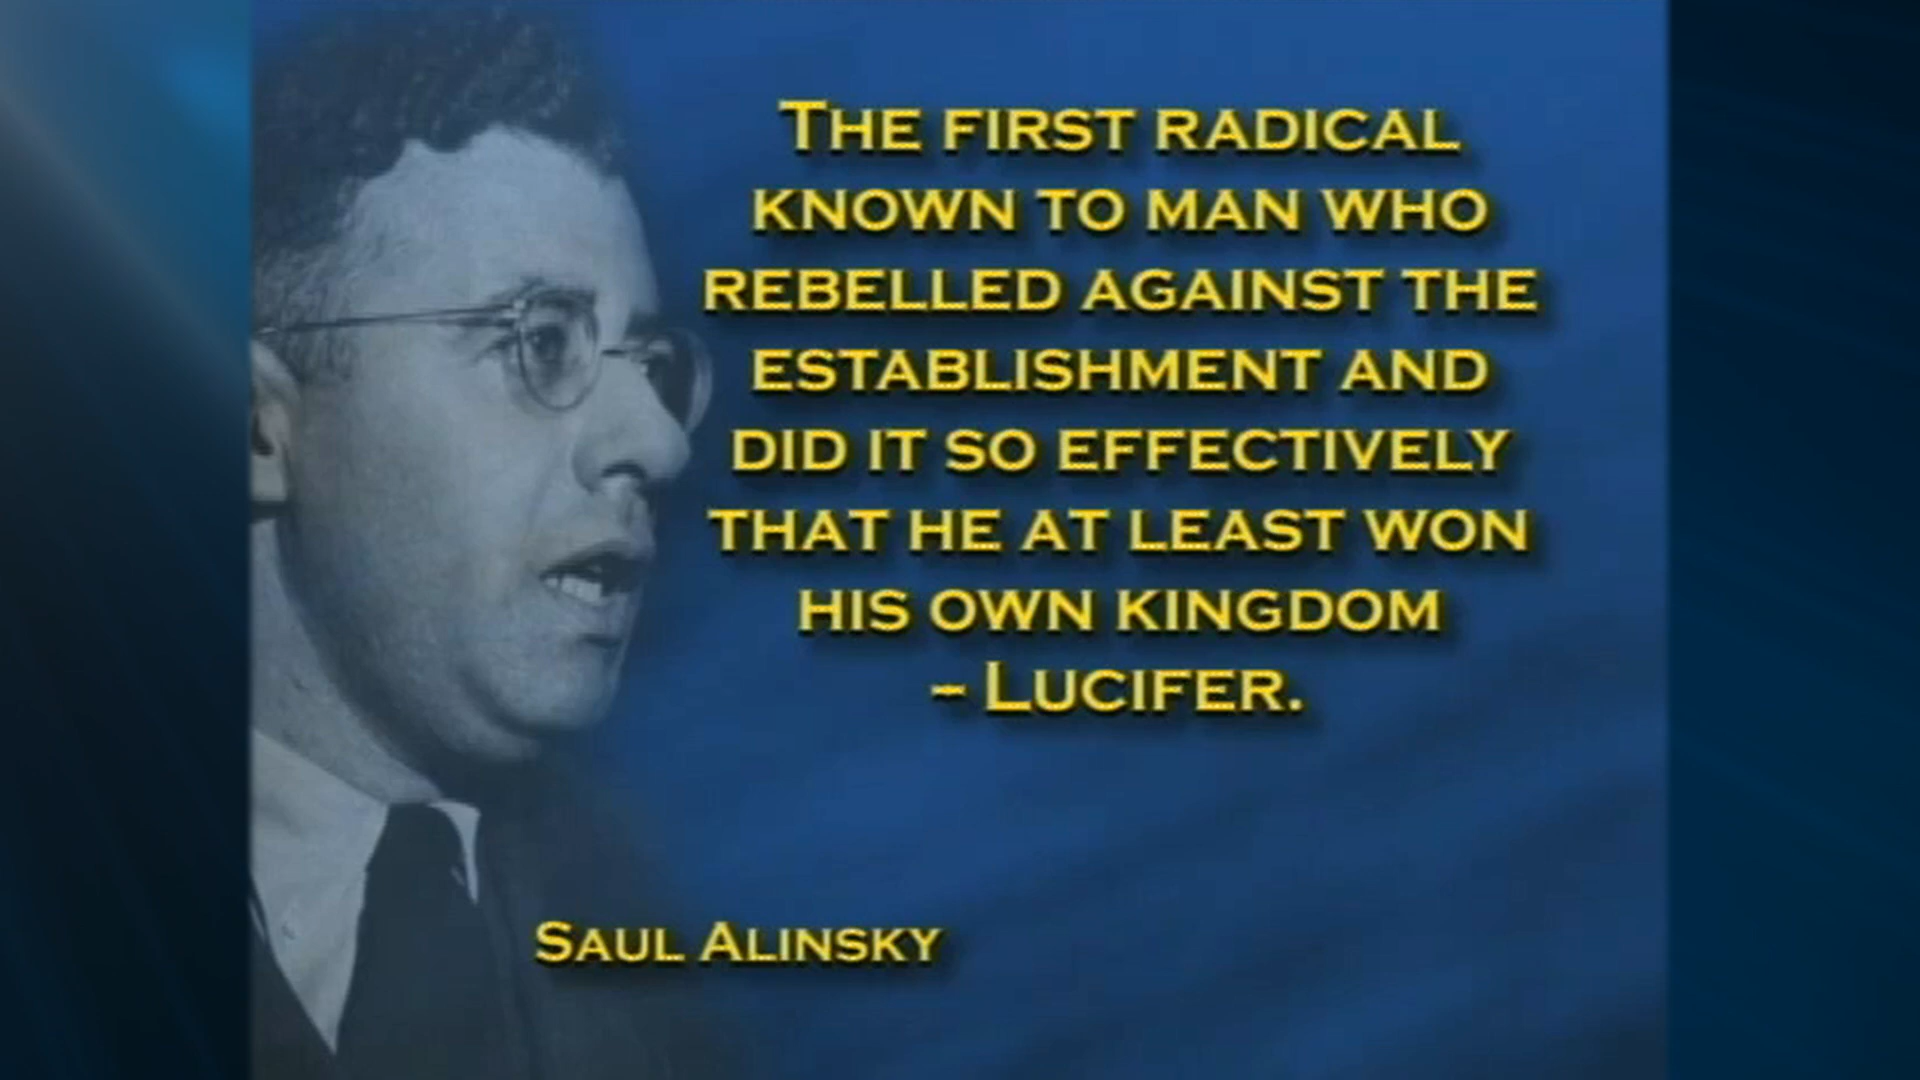 THE FIRST RADICAL
KNOWN TO MAN WHO
REBELLED AGAINST THE
ESTABLISHMENT AND
DID IT SO EFFECTIVELY
THAT HE AT LEAST WON
HIS OWN KINGDOM
– LUCIFER.
SAUL ALINSKY